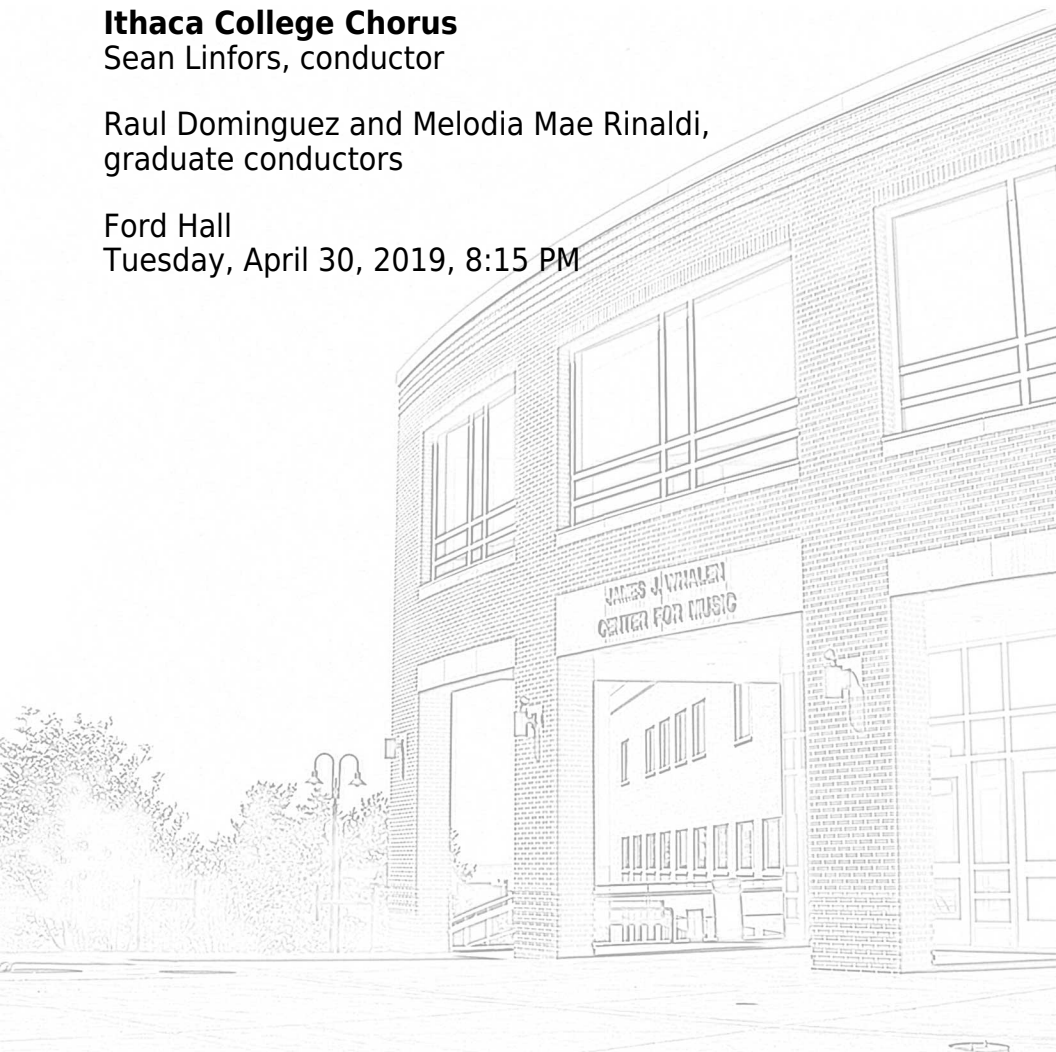 Ithaca College Chorus
Sean Linfors, conductor
Raul Dominguez and Melodia Mae Rinaldi,
graduate conductors
Ford Hall
Tuesday, April 30, 2019, 8:15 PM
JAMES J. WHALEN
CENTER FOR MUSIC